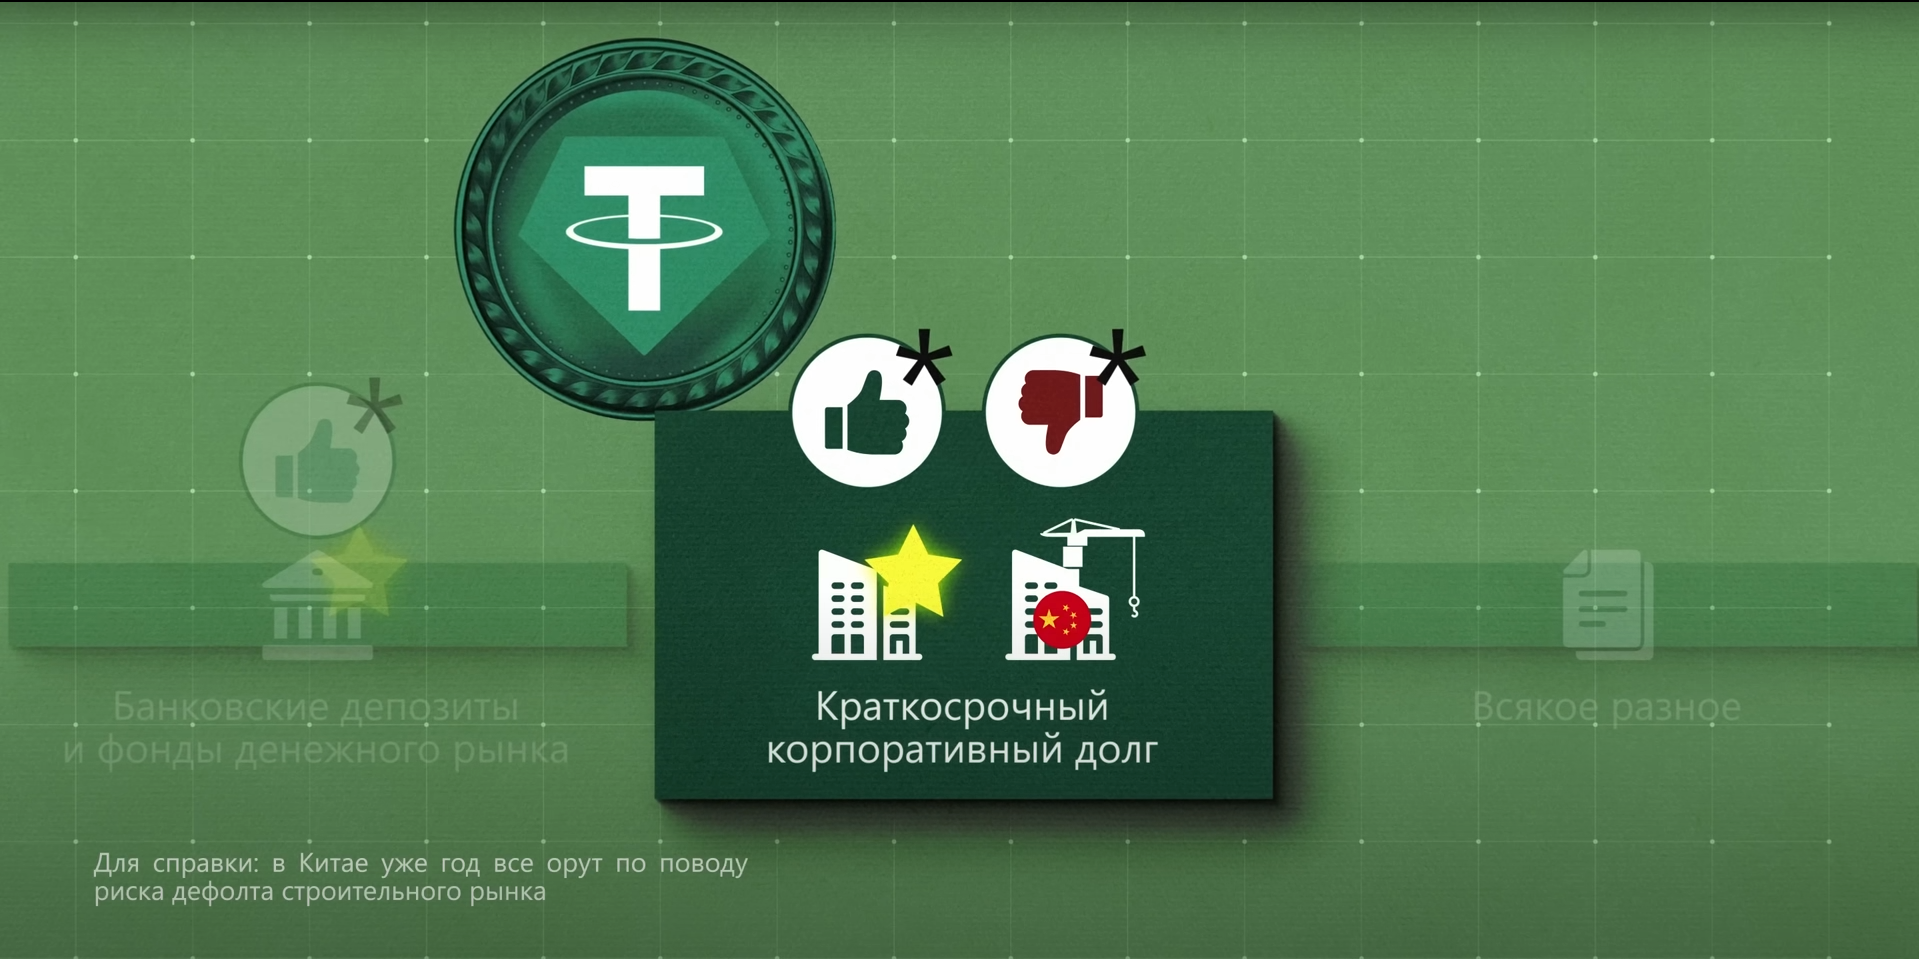 Банковские депозиты
и фонды денежного рынка
Краткосрочный
корпоративный долг
Всякое разное
Для справки: в Китае уже год все орут по поводу
риска дефолта строительного рынка